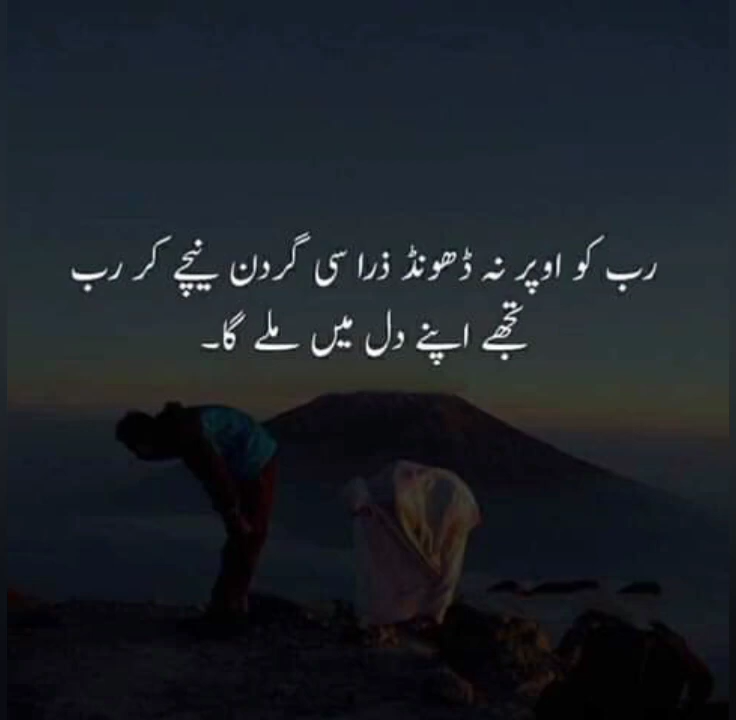 رب کو اوپر نہ ڈھونڈ ذرا سی گردن نیچے کر رب
تجھے اپنے دل میں ملے گا۔